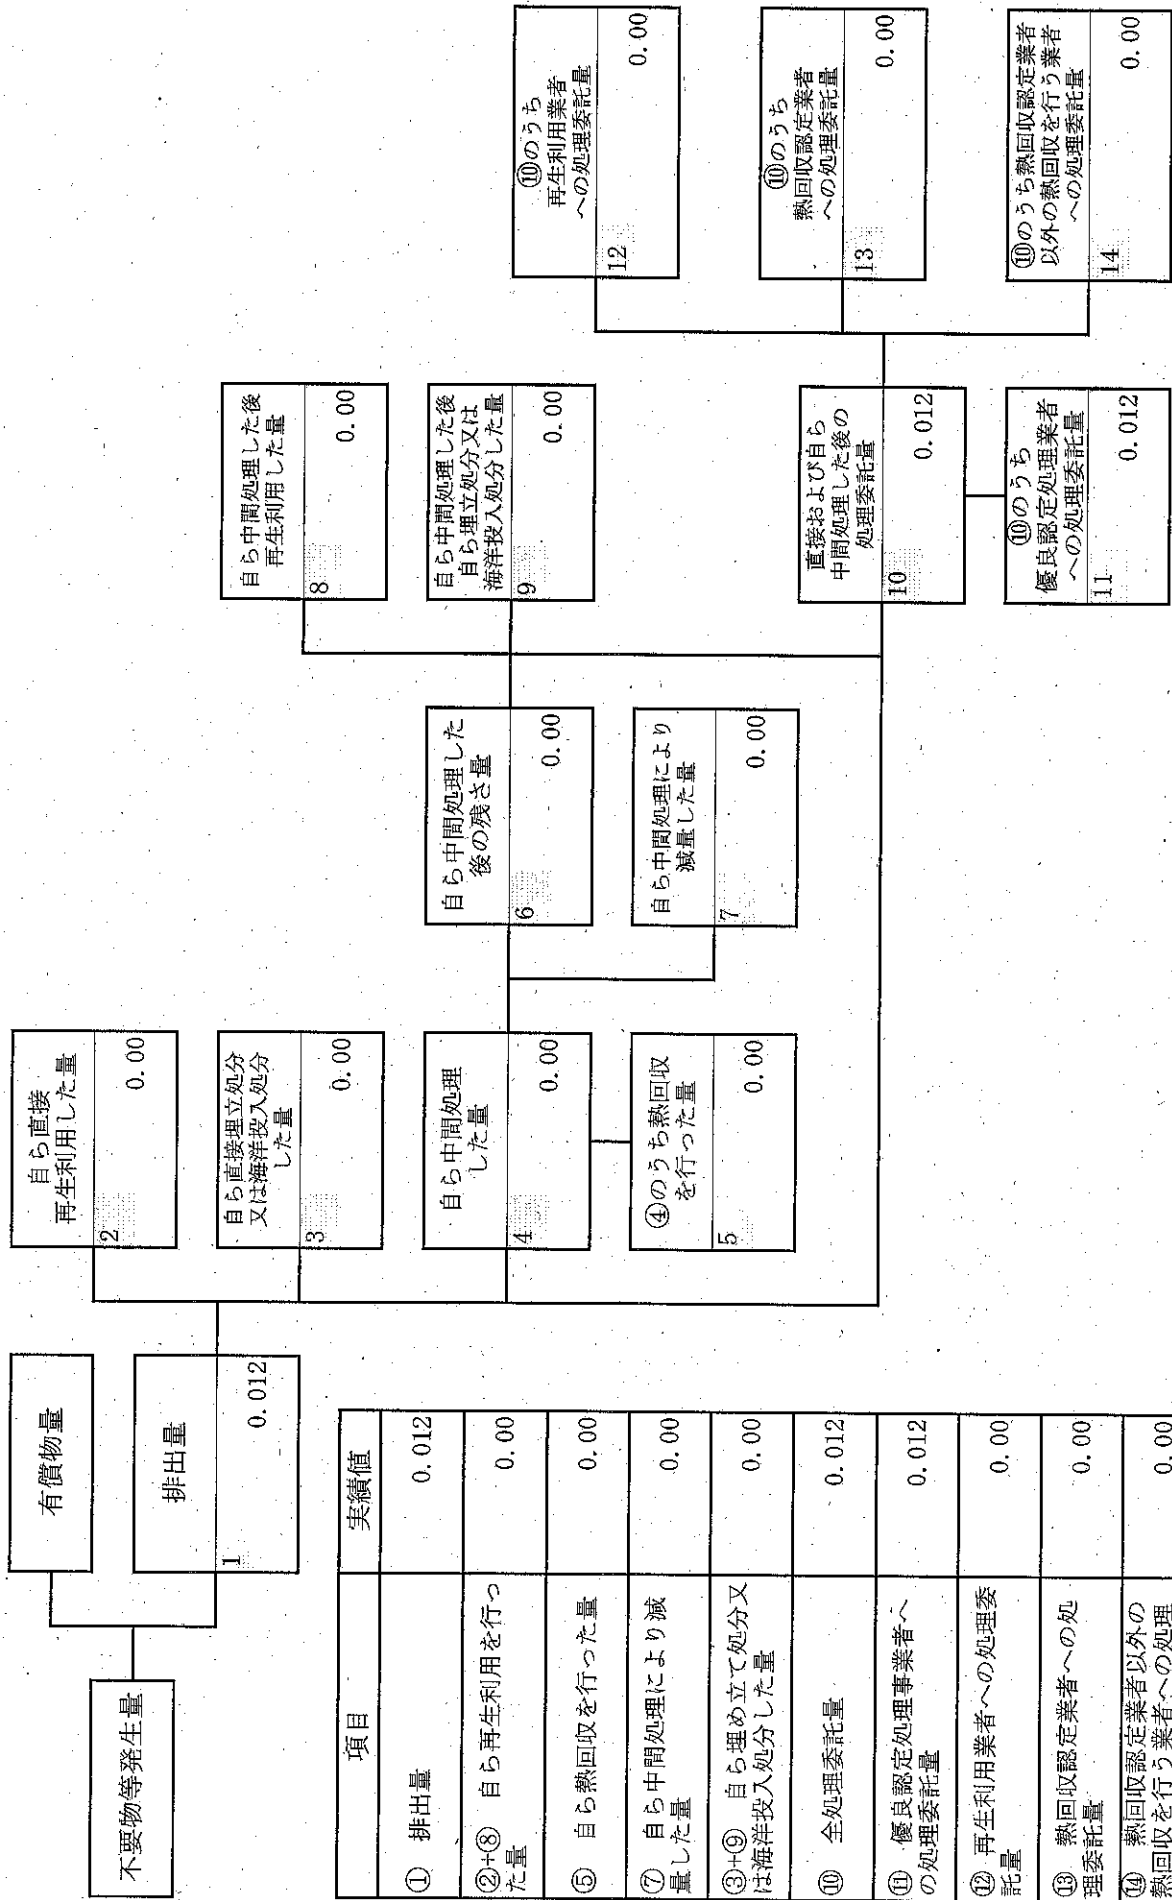 不要物等発生量
有償物量
排出量
1
0.012
自ら直接
再生利用した量
2
0.00
自ら直接埋立処分
又は海洋投入処分
した量
3
0.00
自ら中間処理
した量
4
0.00
④のうち熱回収
を行った量
5
0.00
自ら中間処理した
後の残さ量
6
0.00
自ら中間処理により
減量した量
7
0.00
自ら中間処理した後
再生利用した量
8
0.00
自ら中間処理した後
自ら埋立処分又は
海洋投入処分した量
9
0.00
直接および自ら
中間処理した後の
処理委託量
10
0.012
⑩のうち
優良認定処理業者
への処理委託量
11
0.012
⑩のうち
再生利用業者
への処理委託量
12
0.00
⑩のうち
熱回収認定業者
への処理委託量
13
0.00
⑩のうち熱回収認定業者
以外の熱回収を行う業者
への処理委託量
14
0.00
項目
実績値
① 排出量
0.012
②+⑧ 自ら再生利用を行っ
た量
0.00
⑤ 自ら熱回収を行った量
0.00
⑦ 自ら中間処理により減
量した量
0.00
③+⑨ 自ら埋め立て処分又
は海洋投入処分した量
0.00
⑩ 全処理委託量
0.012
⑪ 優良認定処理事業者へ
の処理委託量
0.012
⑫ 再生利用業者への処理委
託量
0.00
⑬ 熱回収認定業者への処
理委託量
0.00
⑭ 熱回収認定業者以外の
熱回収を行う業者への処理
0.00